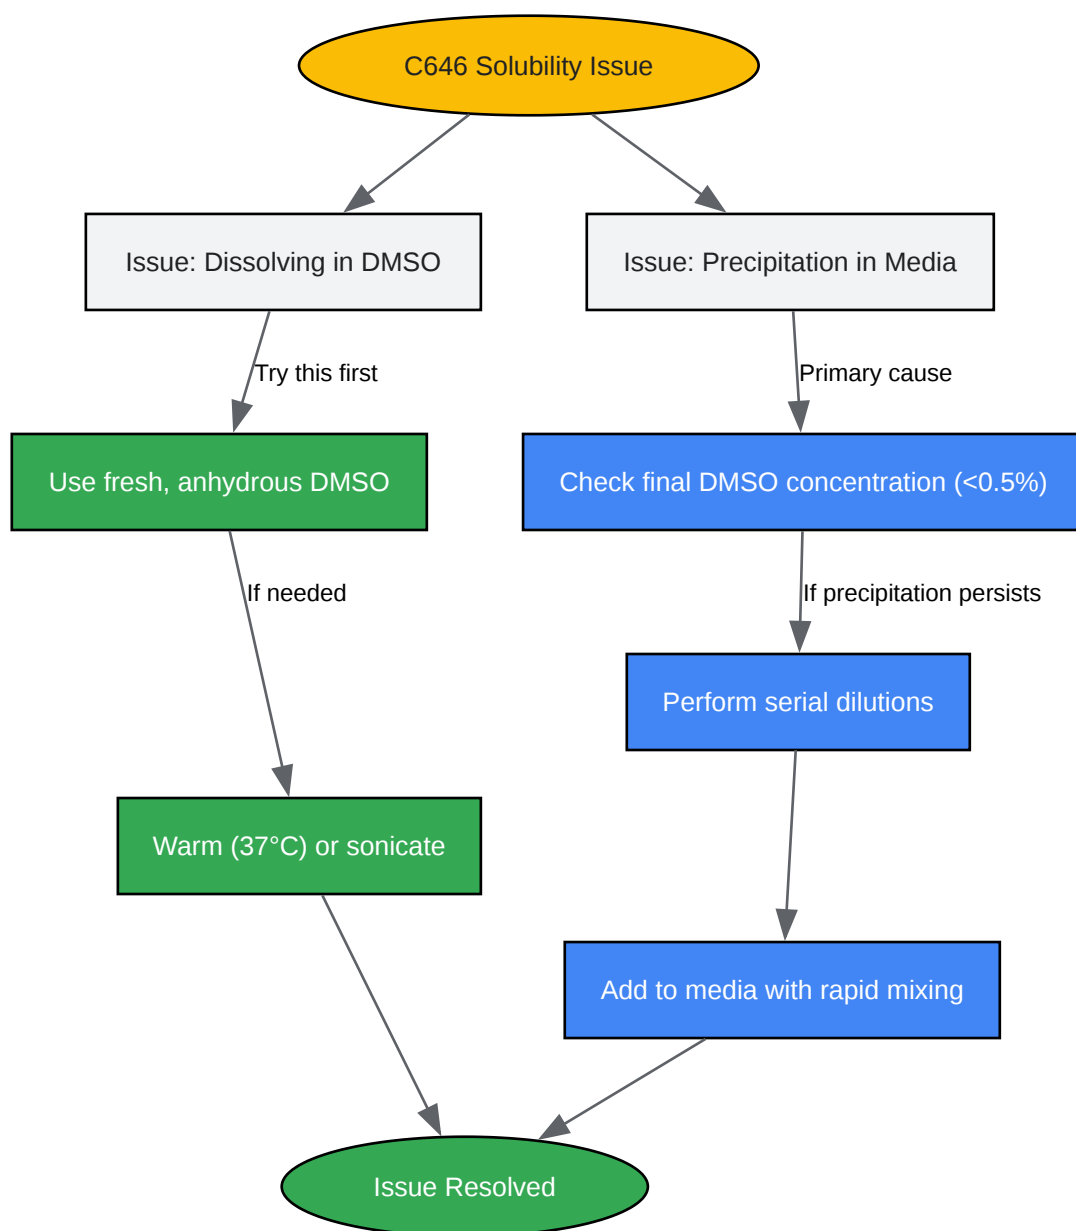 C646 Solubility Issue
Issue: Dissolving in DMSO
Issue: Precipitation in Media
Try this first
Primary cause
Use fresh, anhydrous DMSO
Check final DMSO concentration (<0.5%)
If needed
If precipitation persists
Perform serial dilutions
Warm (37°C) or sonicate
Add to media with rapid mixing
Issue Resolved